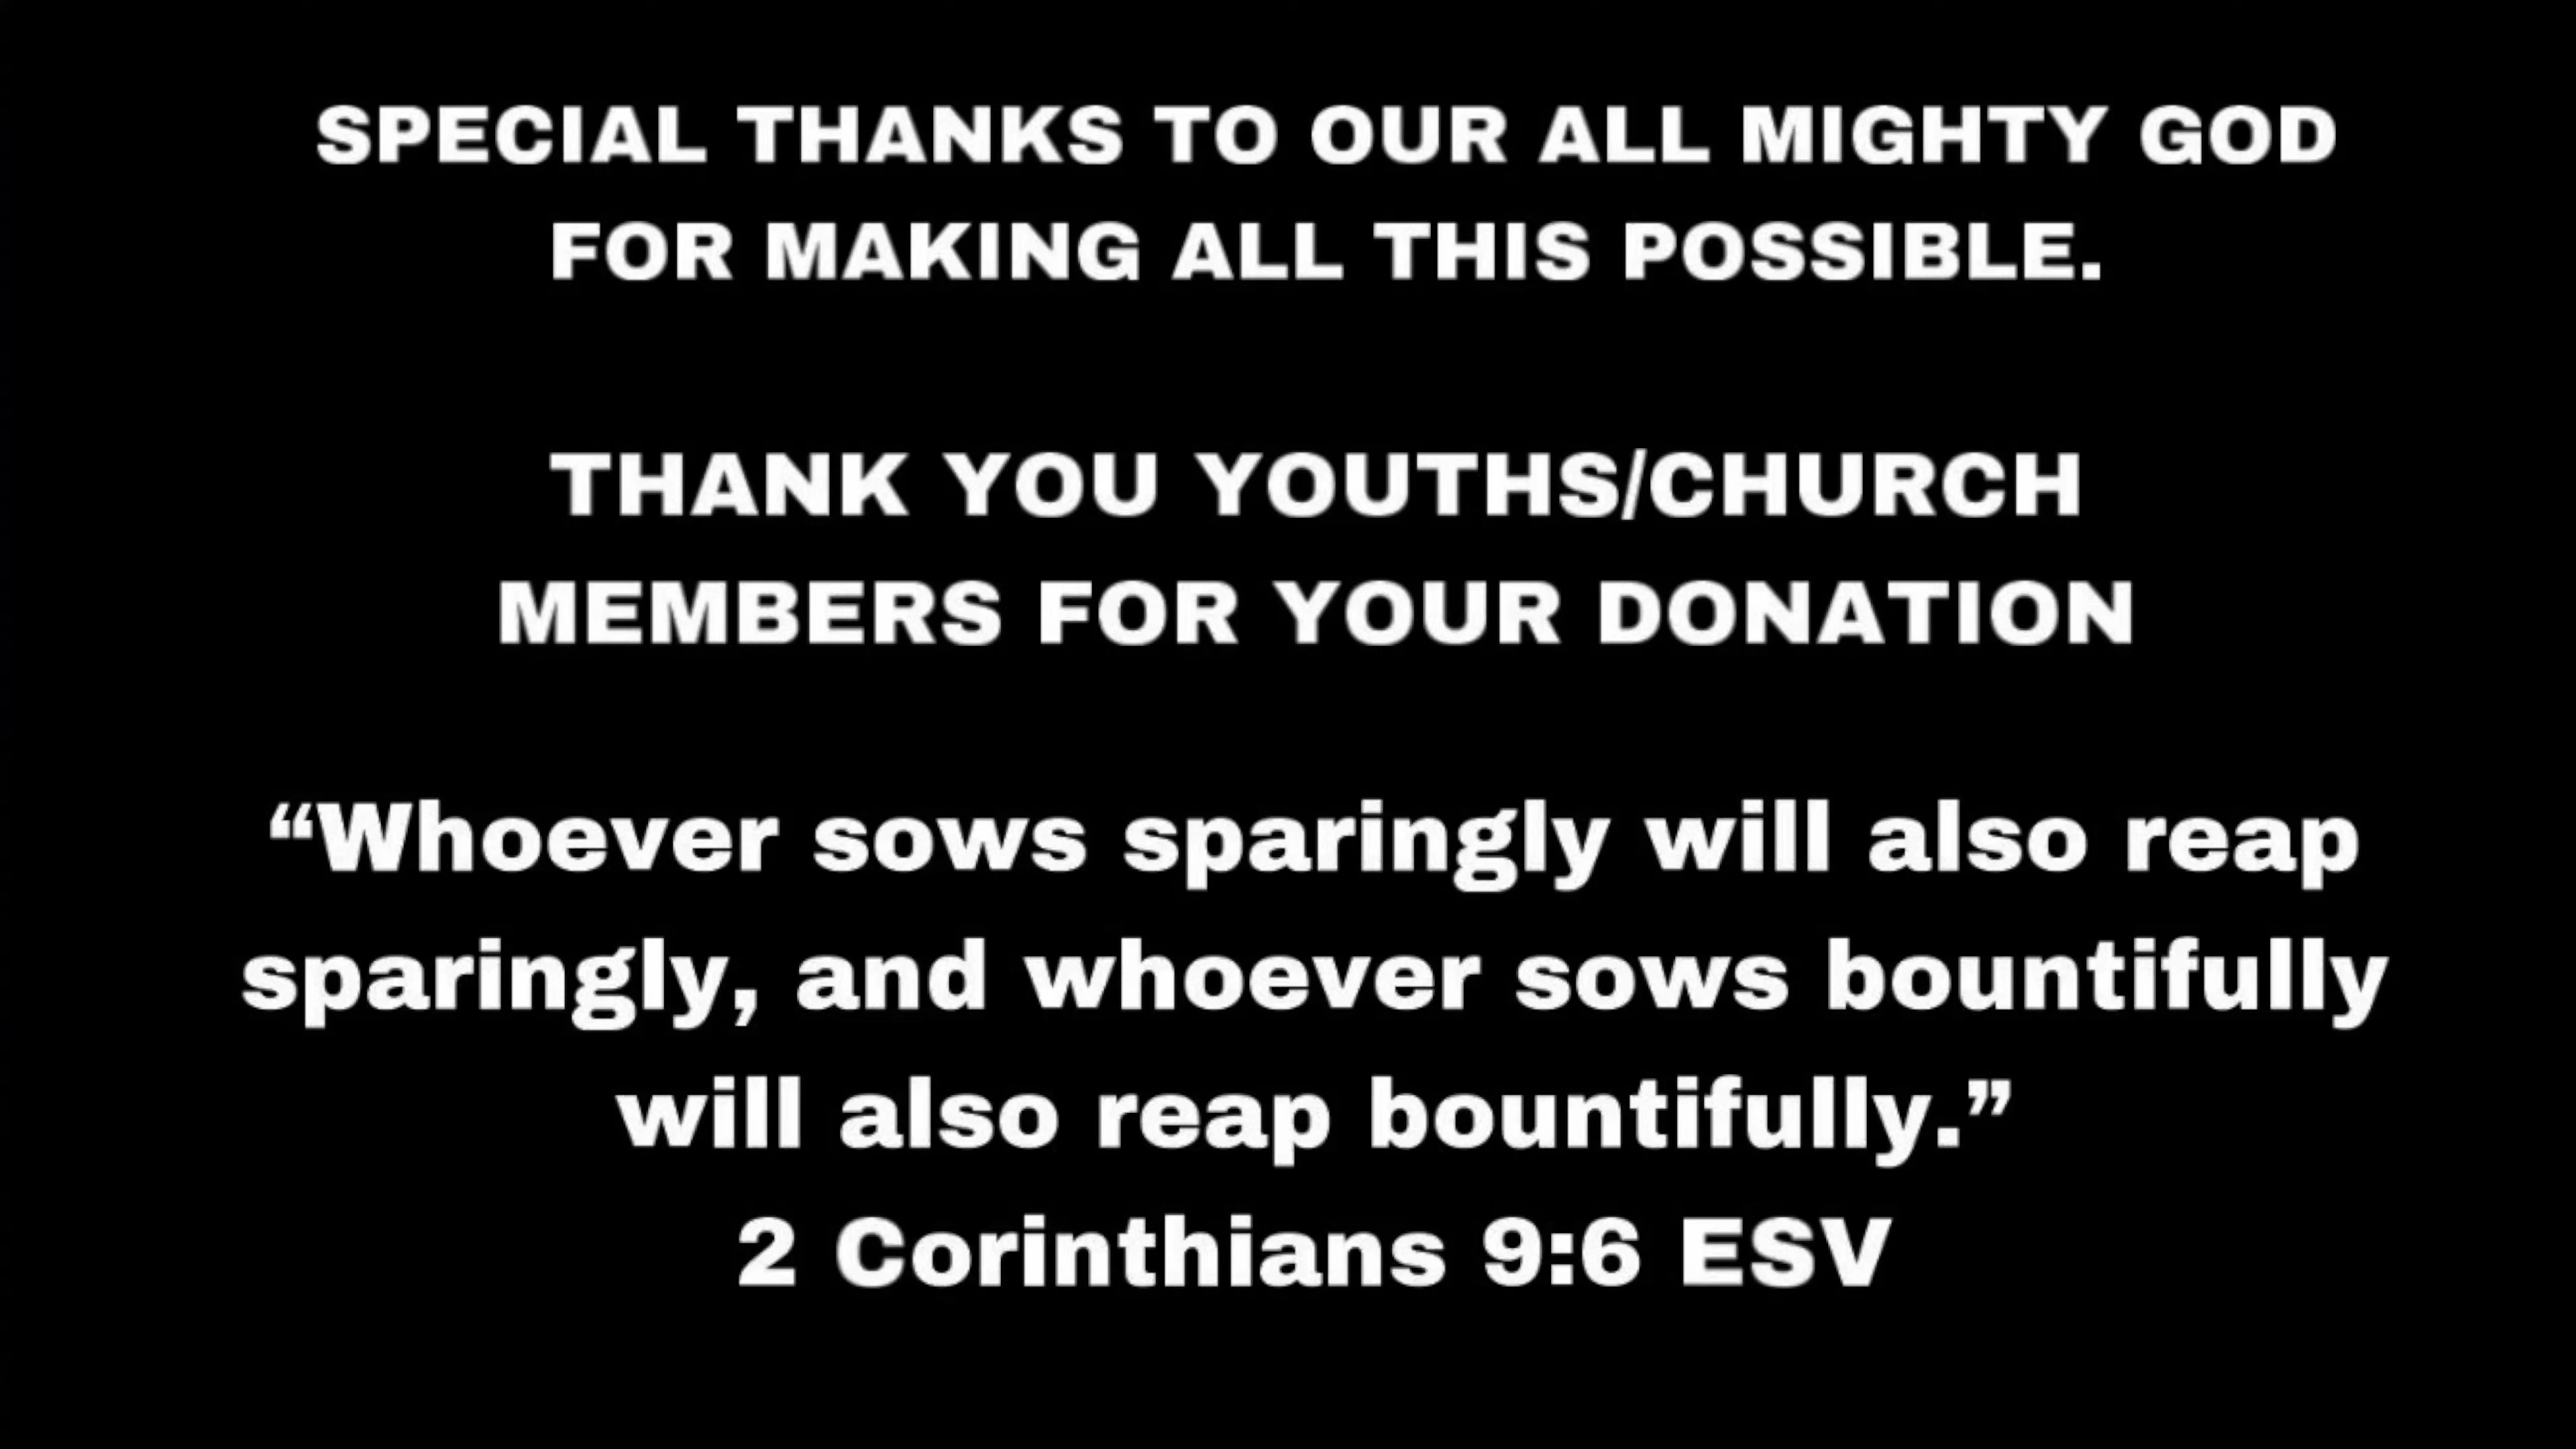 SPECIAL THANKS TO OUR ALL MIGHTY GOD
FOR MAKING ALL THIS POSSIBLE.
THANK YOU YOUTHS/CHURCH
MEMBERS FOR YOUR DONATION
“Whoever sows sparingly will also reap
sparingly, and whoever sows bountifully
will also reap bountifully.”
2 Corinthians 9:6 ESV